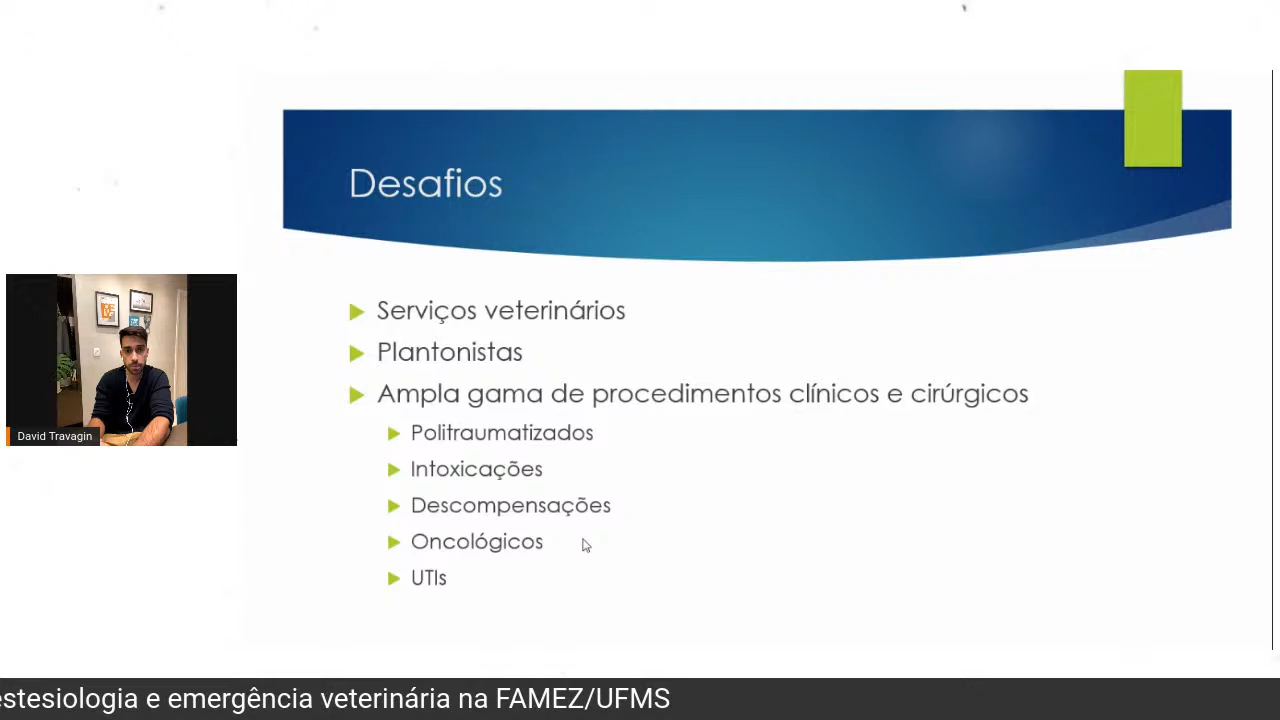 Desafios
Serviços veterinários
Plantonistas
Ampla gama de procedimentos clínicos e cirúrgicos
Politraumatizados
Intoxicações
Descompensações
Oncológicos
UTIs
David Travagin
estesiologia e emergência veterinária na FAMEZ/UFMS